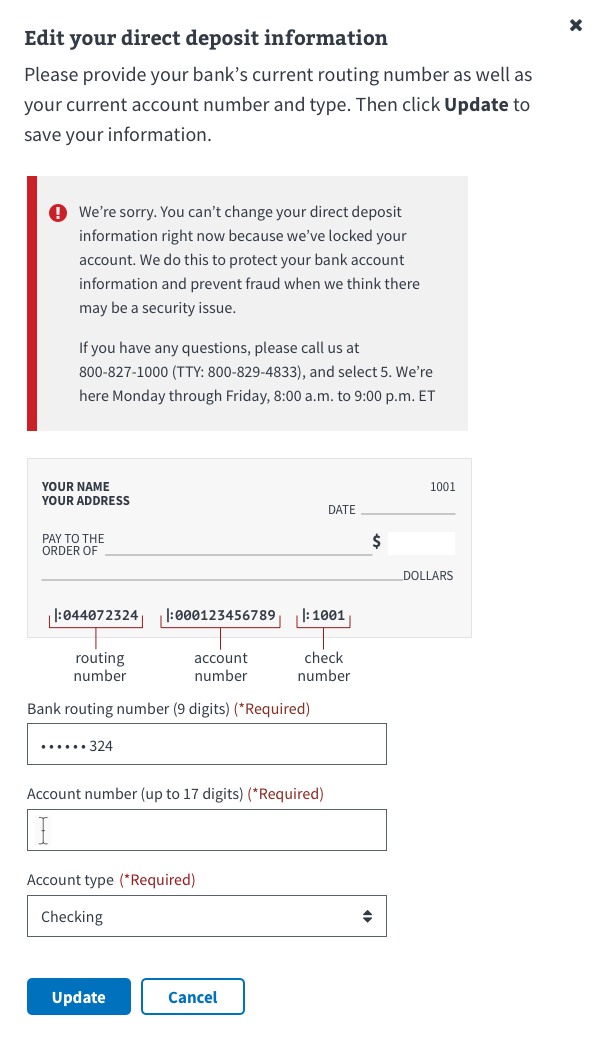 Edit your direct deposit information
Please provide your bank’s current routing number as well as
your current account number and type. Then click Update to
save your information.
We’re sorry. You can’t change your direct deposit
information right now because we’ve locked your
account. We do this to protect your bank account
information and prevent fraud when we think there
may be a security issue.
If you have any questions, please call us at
800-827-1000 (TTY: 800-829-4833), and select 5. We’re
here Monday through Friday, 8:00 a.m. to 9:00 p.m. ET
YOUR NAME 1001
YOUR ADDRESS
DATE
PAY TO THE
ORDER OF $
DOLLARS
|:044072324 |:000123456789 |:1001
routing account check
number number number
Bank routing number (9 digits) (*Required)
••••••324
Account number (up to 17 digits) (*Required)
Account type (*Required)
Checking
Update Cancel